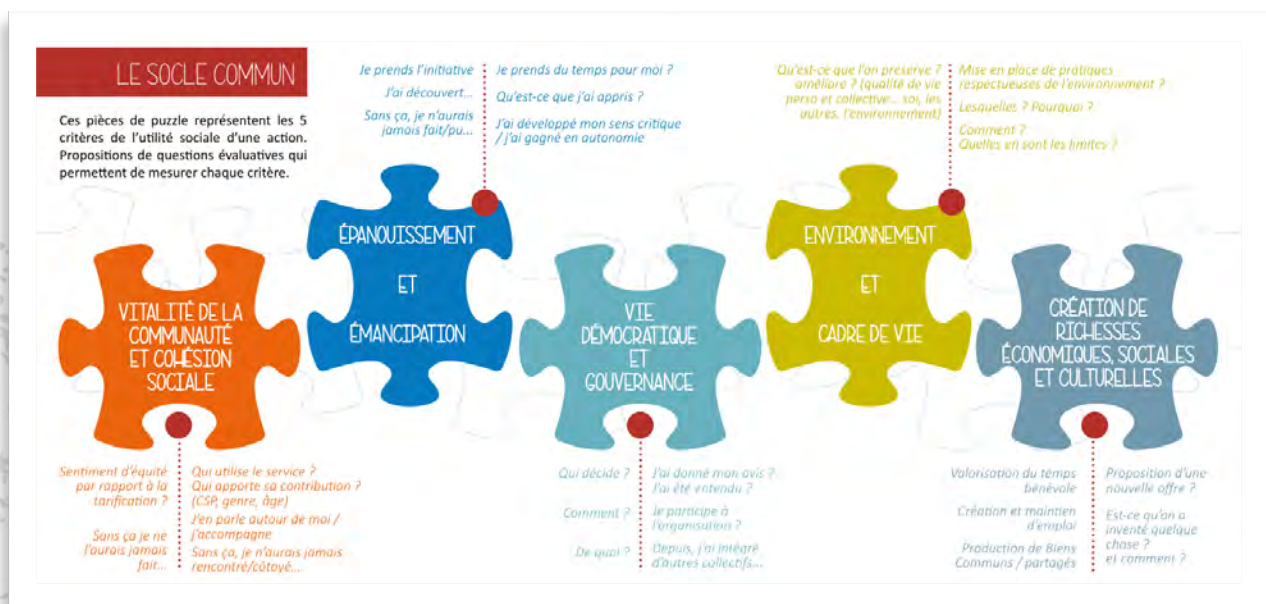 LE SOCLE COMMUN
Ces pièces de puzzle représentent les 5
critères de l'utilité sociale d'une action.
Propositions de questions évaluatives qui
permettent de mesurer chaque critère.
Je prends l'initiative
J'ai découvert...
Sans ça, je n'aurais
jamais fait/pu...
Je prends du temps pour moi ?
Qu'est-ce que j'ai appris ?
J'ai développé mon sens critique
/ j'ai gagné en autonomie
Qu'est-ce que l'on préserve ?
améliore ? (qualité de vie
perso et collective... soi, les
autres, l'environnement)
Mise en place de pratiques
respectueuses de l'environnement ?
Lesquelles ? Pourquoi ?
Comment ?
Quelles en sont les limites ?
VITALITÉ DE LA
COMMUNAUTÉ
ET COHÉSION
SOCIALE
ÉPANOUISSEMENT
ET
ÉMANCIPATION
VIE
DÉMOCRATIQUE
ET
GOUVERNANCE
ENVIRONNEMENT
ET
CADRE DE VIE
CRÉATION DE
RICHESSES
ÉCONOMIQUES, SOCIALES
ET CULTURELLES
Sentiment d'équité
par rapport à la
tarification ?
Sans ça je ne
l'aurais jamais
fait...
Qui utilise le service ?
Qui apporte sa contribution ?
(CSP, genre, âge)
J'en parle autour de moi /
j'accompagne
Sans ça, je n'aurais jamais
rencontré/côtoyé...
Qui décide ?
Comment ?
De quoi ?
J'ai donné mon avis ?
J'ai été entendu ?
Je participe à
l'organisation ?
Depuis, j'ai intégré
d'autres collectifs...
Valorisation du temps
bénévole
Création et maintien
d'emploi
Production de Biens
Communs / partagés
Proposition d'une
nouvelle offre ?
Est-ce qu'on a
inventé quelque
chose ?
et comment ?